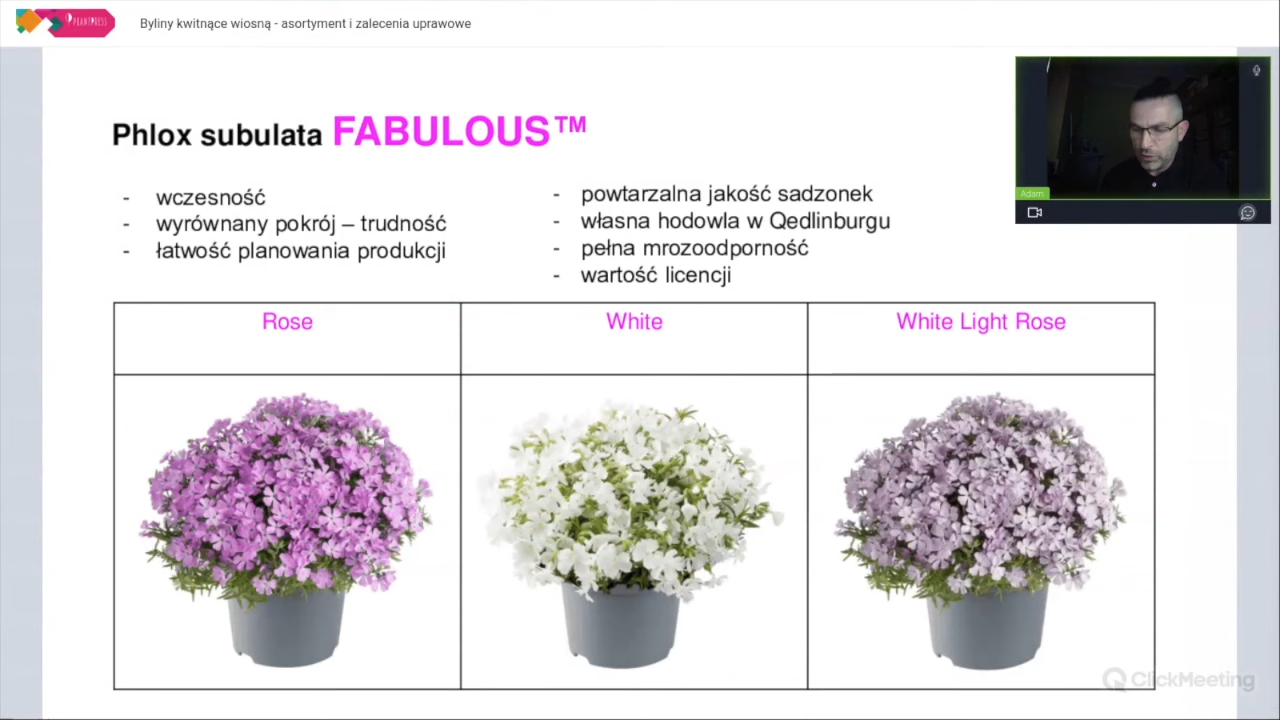 PLANTPRESS
Byliny kwitnące wiosną - asortyment i zalecenia uprawowe
Adam
Phlox subulata FABULOUS™
- wczesność
- wyrównany pokrój – trudność
- łatwość planowania produkcji
- powtarzalna jakość sadzonek
- własna hodowla w Qedlinburgu
- pełna mrozoodporność
- wartość licencji
Rose
White
White Light Rose
ClickMeeting